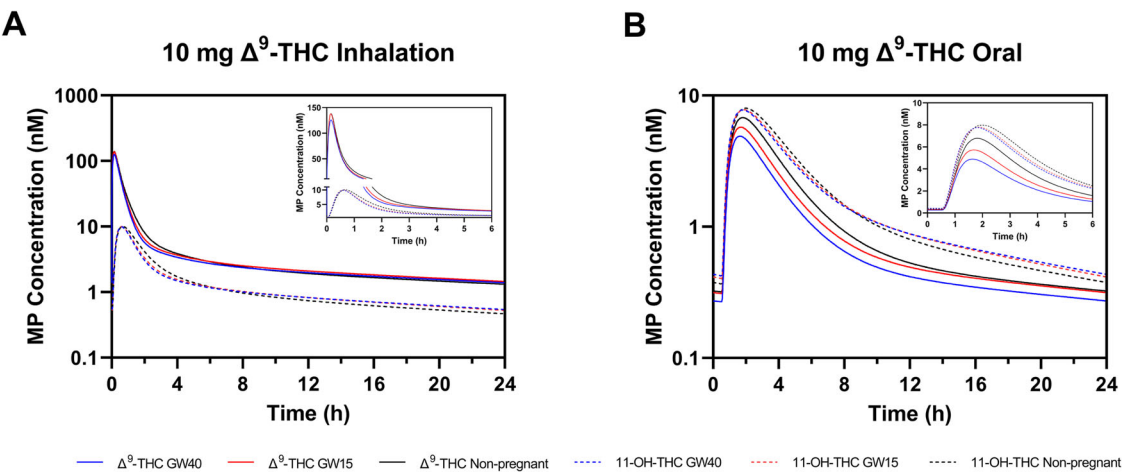 A
10 mg Δ⁹-THC Inhalation
MP Concentration (nM)
1000
100
10
1
0.1
0 4 8 12 16 20 24
Time (h)
MP Concentration (nM)
150
100
50
10
5
0 1 2 3 4 5 6
Time (h)
B
10 mg Δ⁹-THC Oral
MP Concentration (nM)
10
1
0.1
0 4 8 12 16 20 24
Time (h)
MP Concentration (nM)
10
8
6
4
2
0
0 1 2 3 4 5 6
Time (h)
Δ⁹-THC GW40 Δ⁹-THC GW15 Δ⁹-THC Non-pregnant 11-OH-THC GW40 11-OH-THC GW15 11-OH-THC Non-pregnant